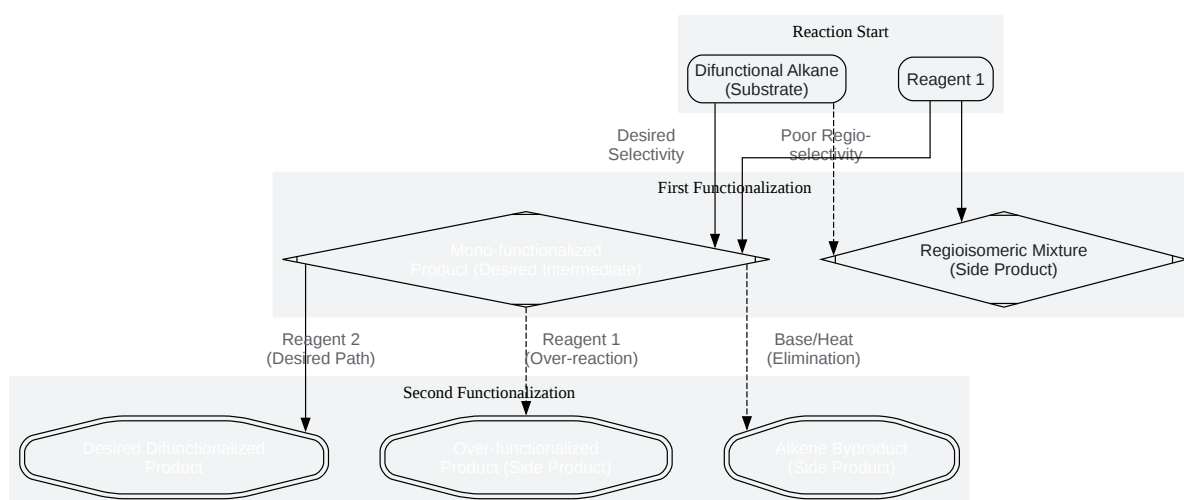 Reaction Start
Difunctional Alkane
(Substrate)
Reagent 1
Desired
Selectivity
Poor Regio-
selectivity
First Functionalization
Mono-functionalized
Product (Desired Intermediate)
Regioisomeric Mixture
(Side Product)
Reagent 2
(Desired Path)
Reagent 1
(Over-reaction)
Base/Heat
(Elimination)
Second Functionalization
Desired Difunctionalized
Product
Over-functionalized
Product (Side Product)
Alkene Byproduct
(Side Product)